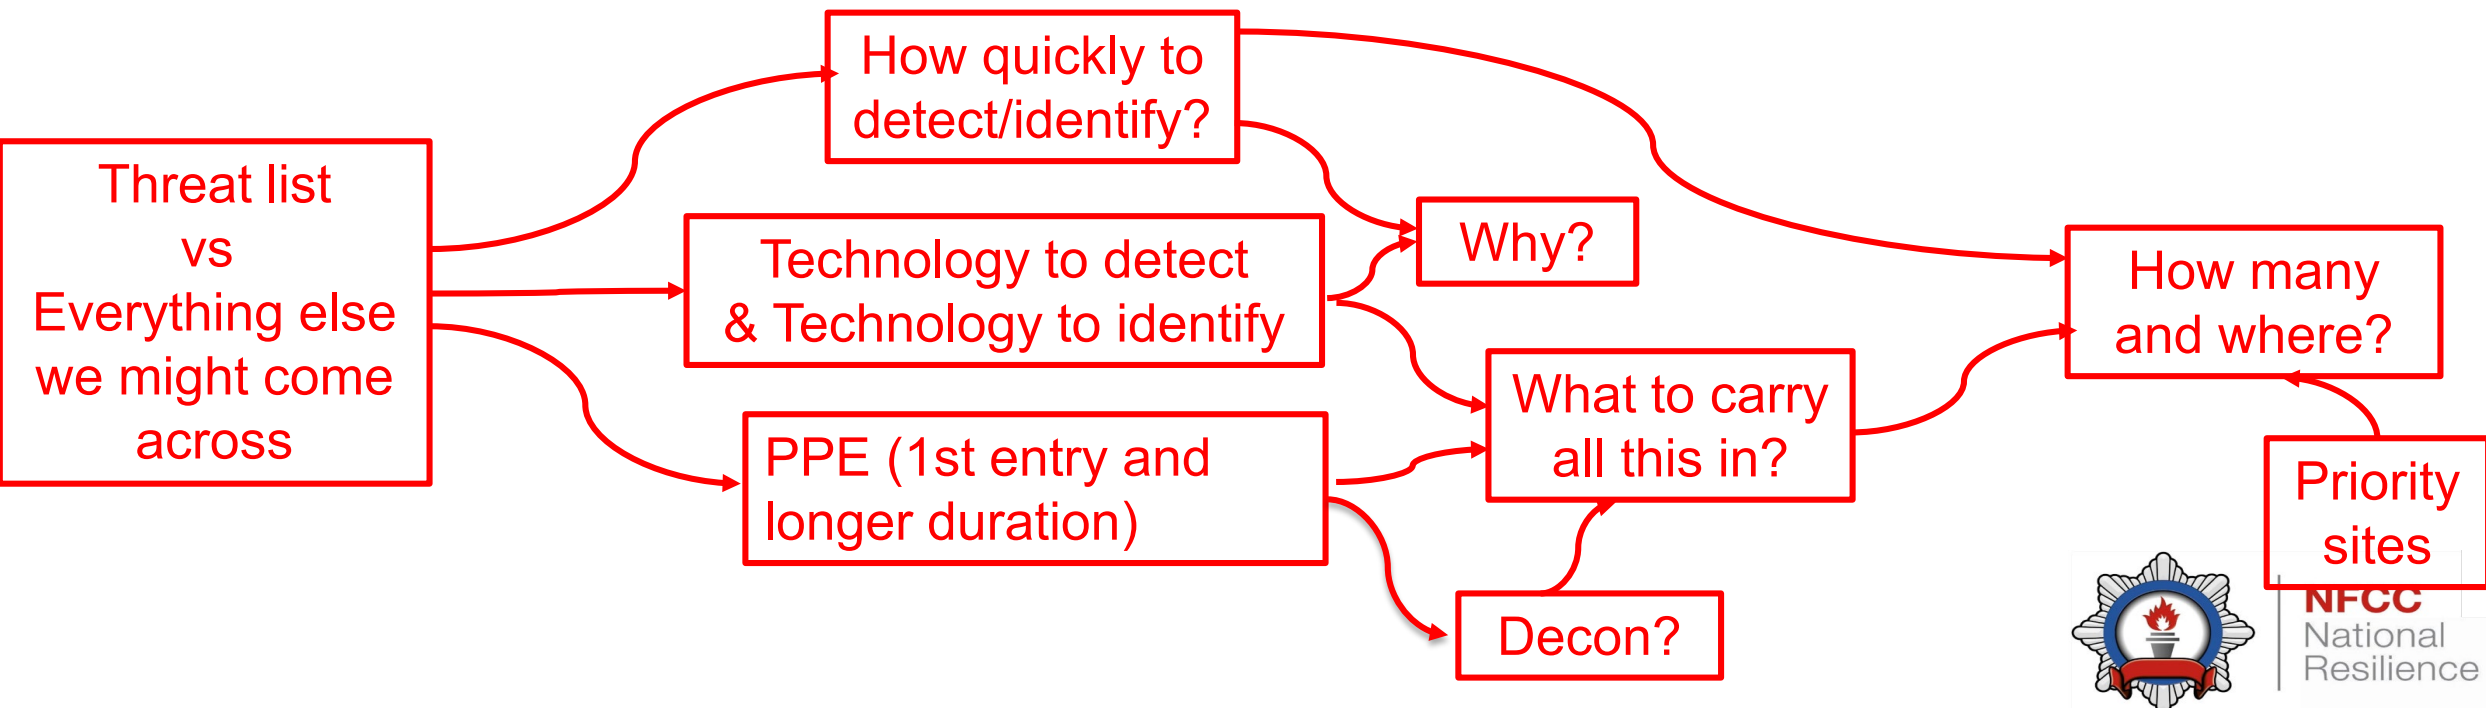 How quickly to
detect/identify?
Threat list
vs
Everything else
we might come
across
Technology to detect
& Technology to identify
Why?
How many
and where?
PPE (1st entry and
longer duration)
What to carry
all this in?
Priority
sites
Decon?
NFCC
National
Resilience